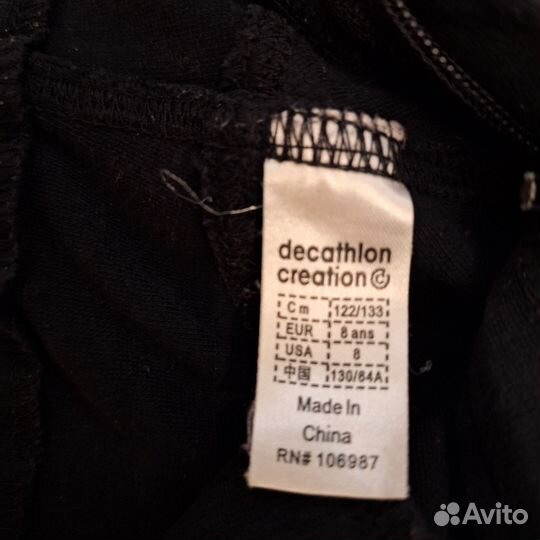 decathlon
creation
Cm 122/133
EUR 8 ans
USA 8
中国 130/64A
Made In
China
RN# 106987
Avito